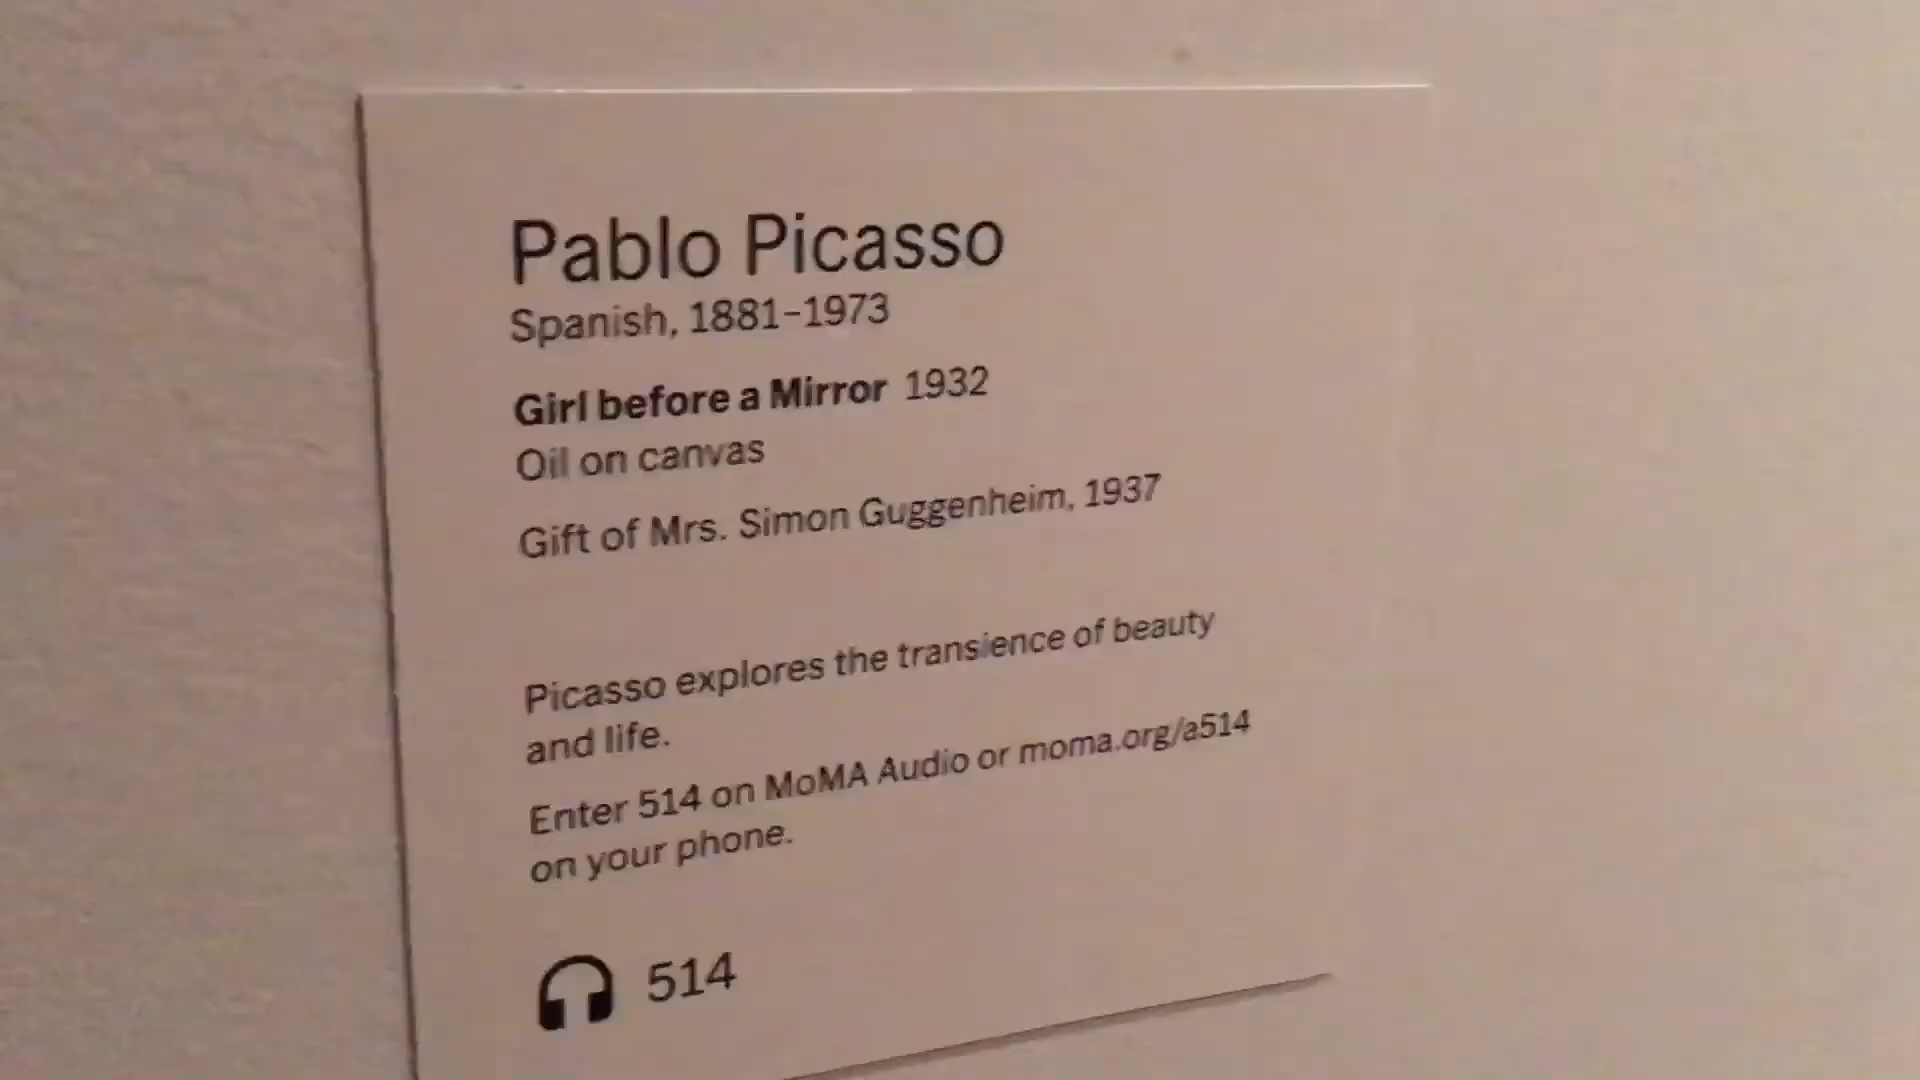 Pablo Picasso
Spanish, 1881–1973
Girl before a Mirror 1932
Oil on canvas
Gift of Mrs. Simon Guggenheim, 1937
Picasso explores the transience of beauty
and life.
Enter 514 on MoMA Audio or moma.org/a514
on your phone.
514